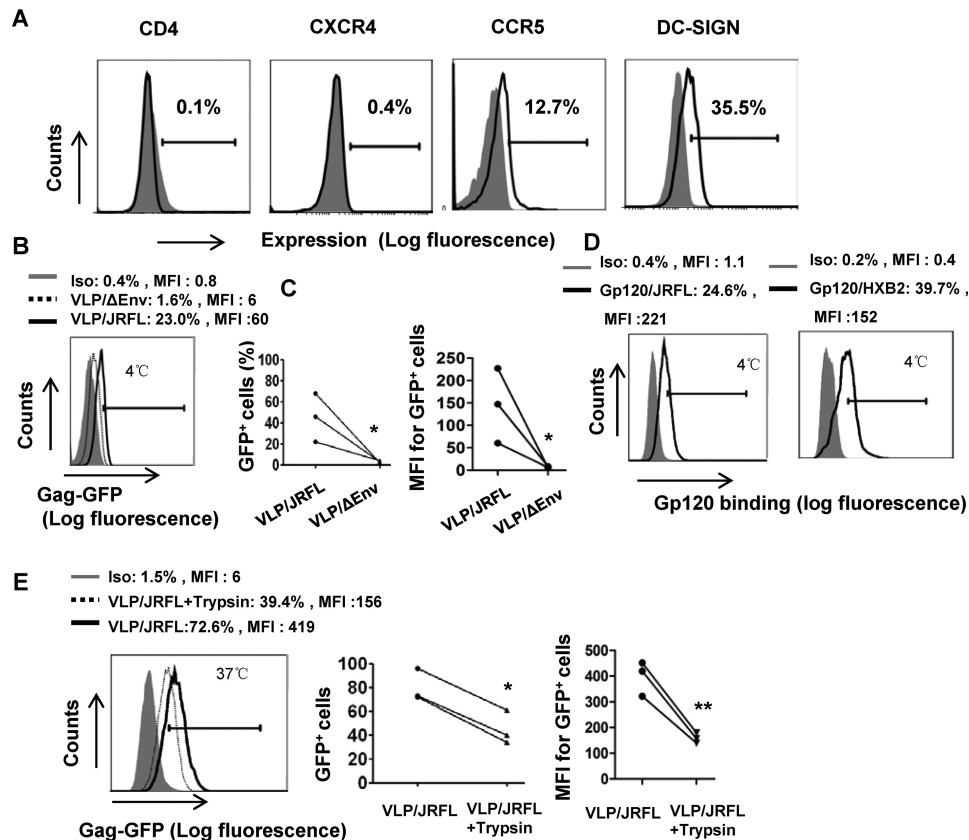 A
CD4
CXCR4
CCR5
DC-SIGN
0.1%
0.4%
12.7%
35.5%
Counts
0
Expression (Log fluorescence)
B
Iso: 0.4% , MFI : 0.8
VLP/ΔEnv: 1.6% , MFI : 6
VLP/JRFL: 23.0% , MFI :60
4℃
Counts
Gag-GFP
(Log fluorescence)
C
GFP+ cells (%)
100
80
60
40
20
0
*
VLP/JRFL
VLP/ΔEnv
MFI for GFP+ cells
250
200
150
100
50
0
*
VLP/JRFL
VLP/ΔEnv
D
Iso: 0.4% , MFI : 1.1
Gp120/JRFL: 24.6% ,
MFI :221
Iso: 0.2% , MFI : 0.4
Gp120/HXB2: 39.7% ,
MFI :152
4℃
4℃
Counts
Gp120 binding (log fluorescence)
E
Iso: 1.5% , MFI : 6
VLP/JRFL+Trypsin: 39.4% , MFI :156
VLP/JRFL:72.6% , MFI : 419
37℃
Counts
Gag-GFP (Log fluorescence)
GFP+ cells
100
80
60
40
20
0
*
VLP/JRFL
VLP/JRFL
+Trypsin
MFI for GFP+ cells
500
400
300
200
100
0
**
VLP/JRFL
VLP/JRFL
+Trypsin